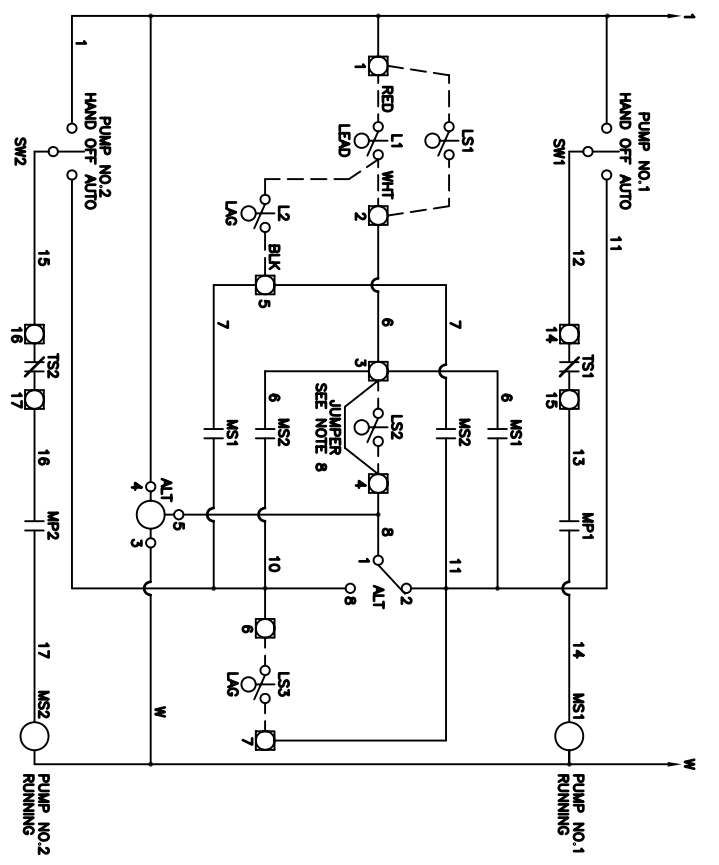 1
W
PUMP NO.1
HAND OFF AUTO
11
SW1
12
14
TS1
15
13
MP1
14
MS1
PUMP NO.1
RUNNING
LS1
6
MS1
7
MS2
11
1
RED
L1
LEAD
WHT
2
6
3
LS2
4
8
1
2
ALT
8
JUMPER
SEE NOTE 8
L2
LAG
BLK
5
6
MS2
10
6
LS3
LAG
7
7
MS1
ALT
4
5
3
W
1
PUMP NO.2
HAND OFF AUTO
SW2
15
16
TS2
17
16
MP2
17
MS2
PUMP NO.2
RUNNING